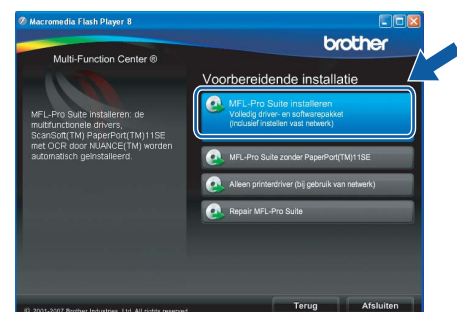 Macromedia Flash Player 8
brother
Multi-Function Center ®
Voorbereidende installatie
MFL-Pro Suite installeren: de
multifunctionele drivers,
ScanSoft(TM) PaperPort(TM)11SE
met OCR door NUANCE(TM) worden
automatisch geïnstalleerd.
MFL-Pro Suite installeren
Volledig driver- en softwarepakket
(Inclusief instellen vast netwerk)
MFL-Pro Suite zonder PaperPort(TM)11SE
Alleen printerdriver (bij gebruik van netwerk)
Repair MFL-Pro Suite
Terug
Afsluiten
© 2001-2007 Brother Industries, Ltd. All rights reserved.